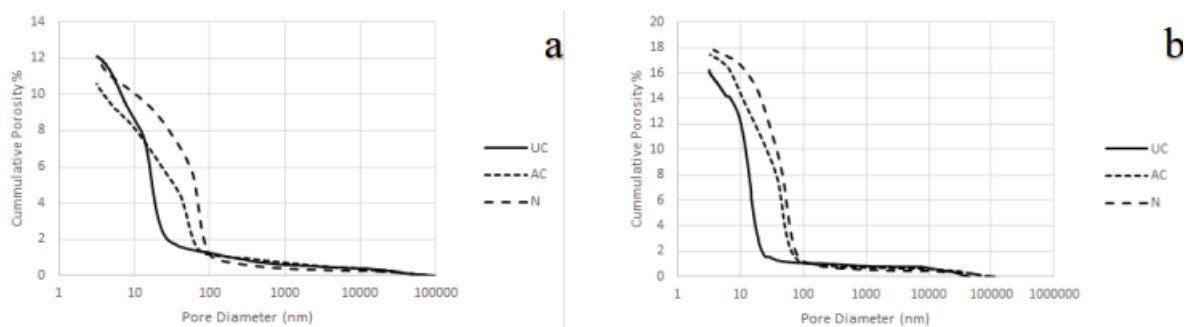 14
12
10
8
6
4
2
0
Cummulative Porosity%
1 10 100 1000 10000 100000
Pore Diameter (nm)
UC
AC
N
a
20
18
16
14
12
10
8
6
4
2
0
Cummulative Porosity%
1 10 100 1000 10000 100000 1000000
Pore Diameter (nm)
UC
AC
N
b